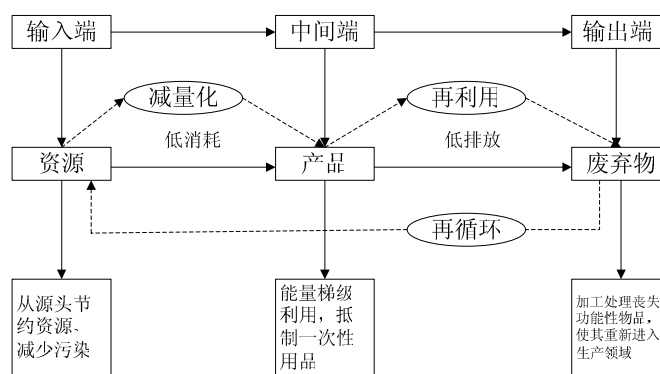 输入端
中间端
输出端
减量化
再利用
低消耗
低排放
资源
产品
废弃物
再循环
从源头节
约资源、
减少污染
能量梯级
利用，抵
制一次性
用品
加工处理丧失
功能性物品，
使其重新进入
生产领域